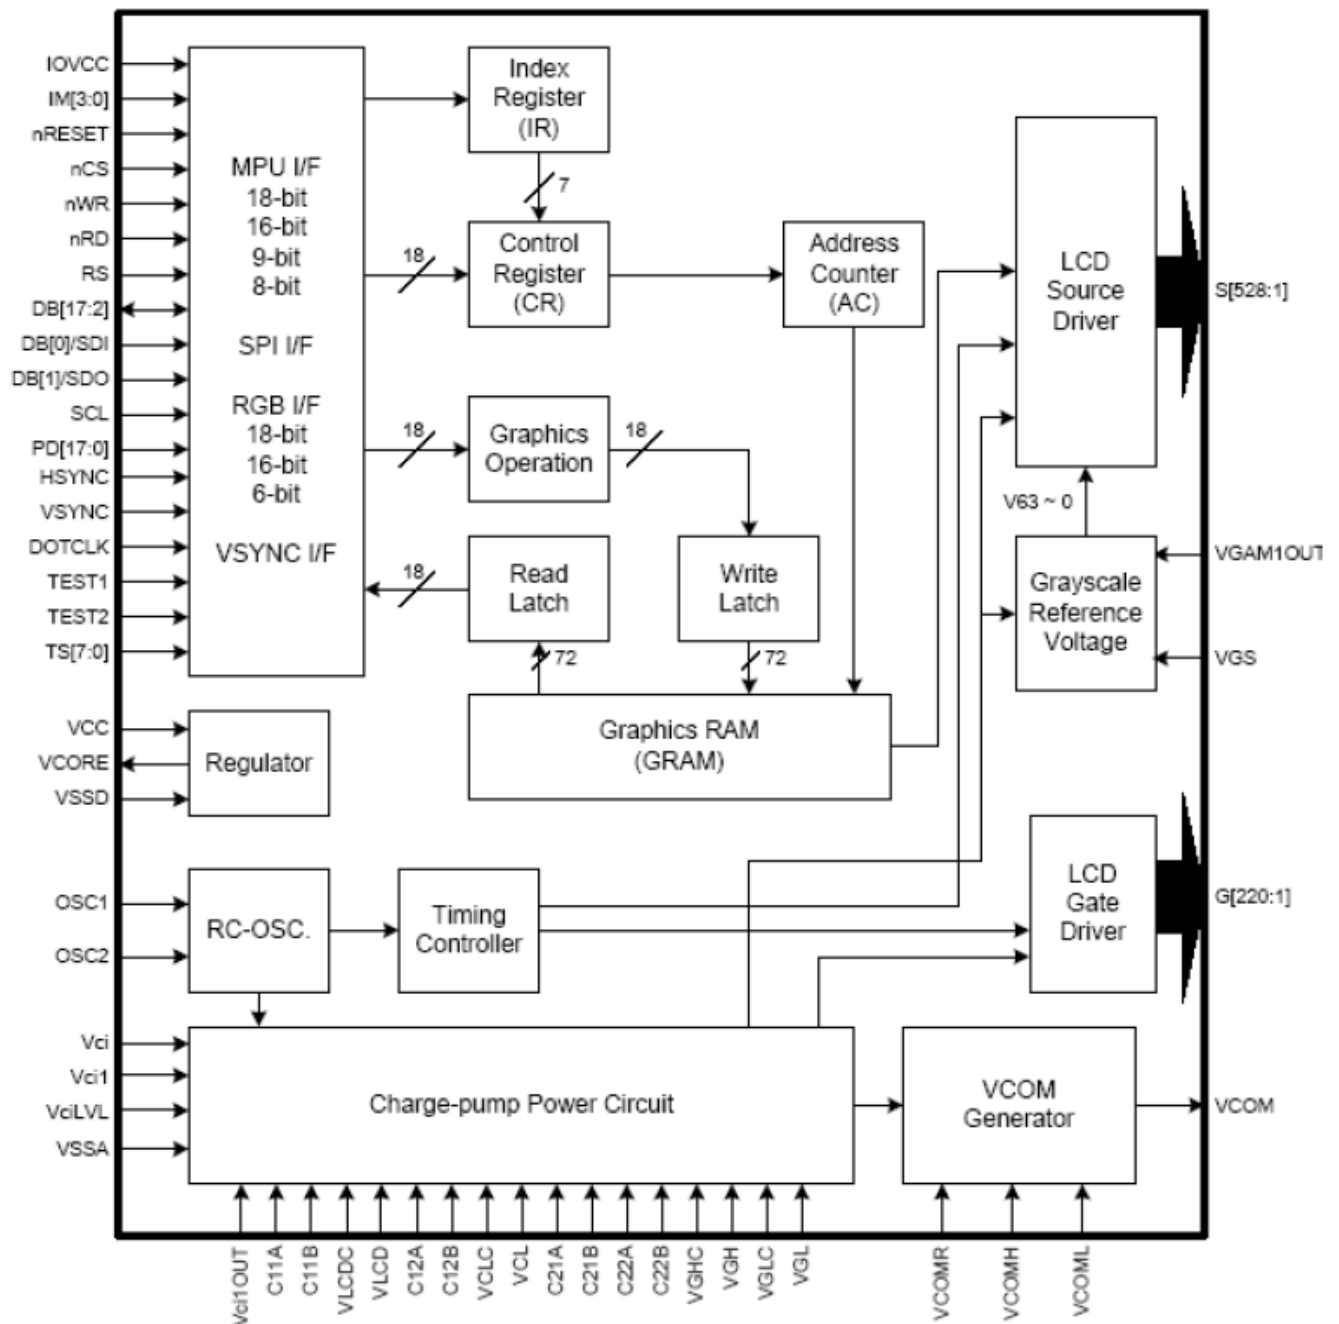 IOVCC
IM[3:0]
nRESET
nCS
nWR
nRD
RS
DB[17:2]
DB[0]/SDI
DB[1]/SDO
SCL
PD[17:0]
HSYNC
VSYNC
DOTCLK
TEST1
TEST2
TS[7:0]
VCC
VCORE
VSSD
OSC1
OSC2
Vci
Vci1
VciLVL
VSSA
MPU I/F
18-bit
16-bit
9-bit
8-bit
SPI I/F
RGB I/F
18-bit
16-bit
6-bit
VSYNC I/F
Index
Register
(IR)
7
18
Control
Register
(CR)
Address
Counter
(AC)
18
Graphics
Operation
18
18
Read
Latch
Write
Latch
72
72
Graphics RAM
(GRAM)
LCD
Source
Driver
S[528:1]
V63 ~ 0
Grayscale
Reference
Voltage
VGAM1OUT
VGS
Regulator
RC-OSC.
Timing
Controller
LCD
Gate
Driver
G[220:1]
Charge-pump Power Circuit
VCOM
Generator
VCOM
Vci1OUT
C11A
C11B
VLCDC
VLCD
C12A
C12B
VCLC
VCL
C21A
C21B
C22A
C22B
VGHC
VGH
VGLC
VGL
VCOMR
VCOMH
VCOML